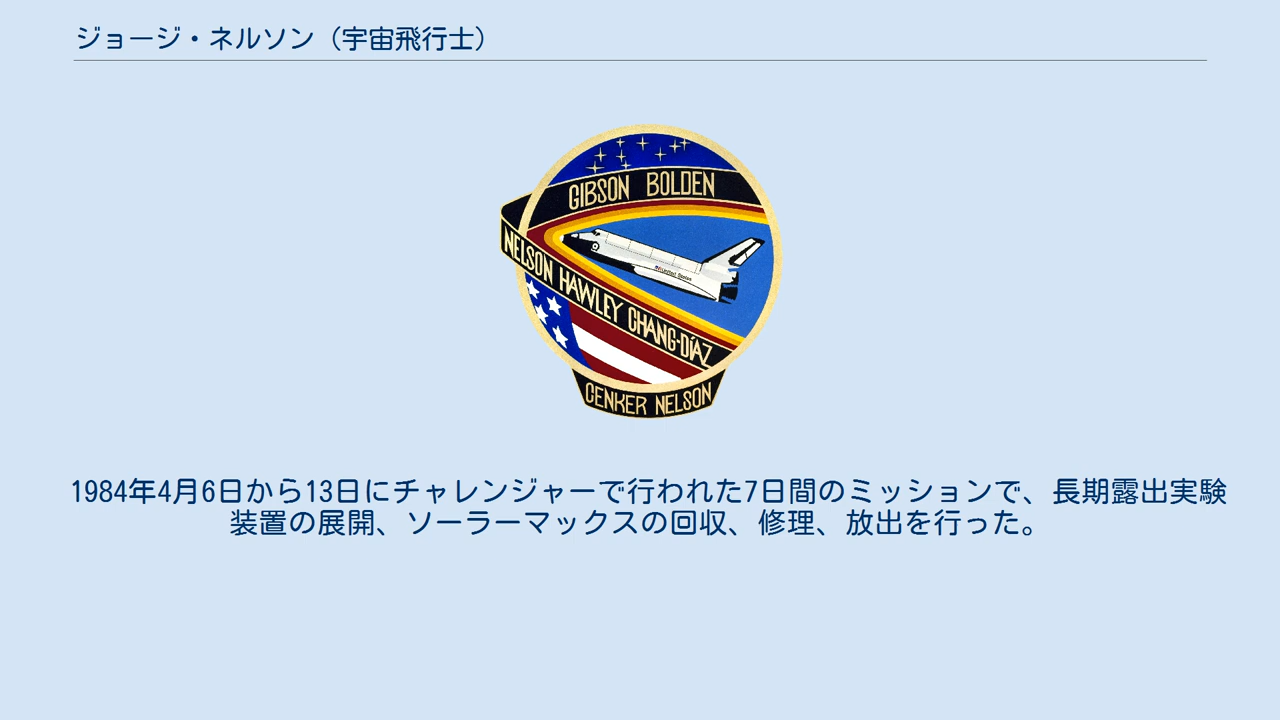 ジョージ・ネルソン（宇宙飛行士）
GIBSON BOLDEN
NELSON HAWLEY CHANG-DÍAZ
CENKER NELSON
1984年4月6日から13日にチャレンジャーで行われた7日間のミッションで、長期露出実験
装置の展開、ソーラーマックスの回収、修理、放出を行った。